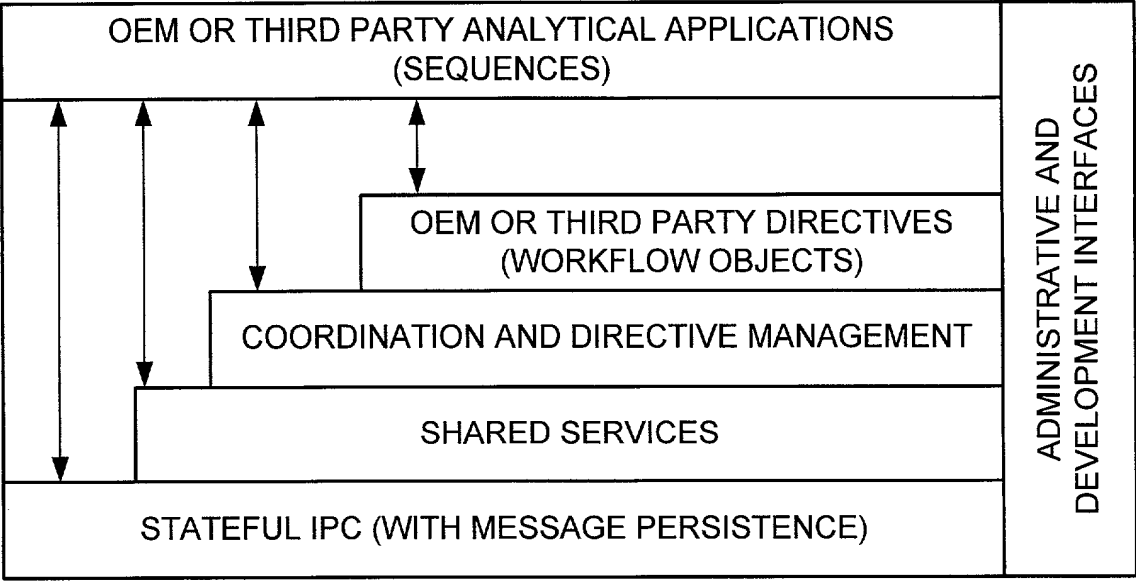 OEM OR THIRD PARTY ANALYTICAL APPLICATIONS
(SEQUENCES)
OEM OR THIRD PARTY DIRECTIVES
(WORKFLOW OBJECTS)
COORDINATION AND DIRECTIVE MANAGEMENT
SHARED SERVICES
STATEFUL IPC (WITH MESSAGE PERSISTENCE)
ADMINISTRATIVE AND
DEVELOPMENT INTERFACES